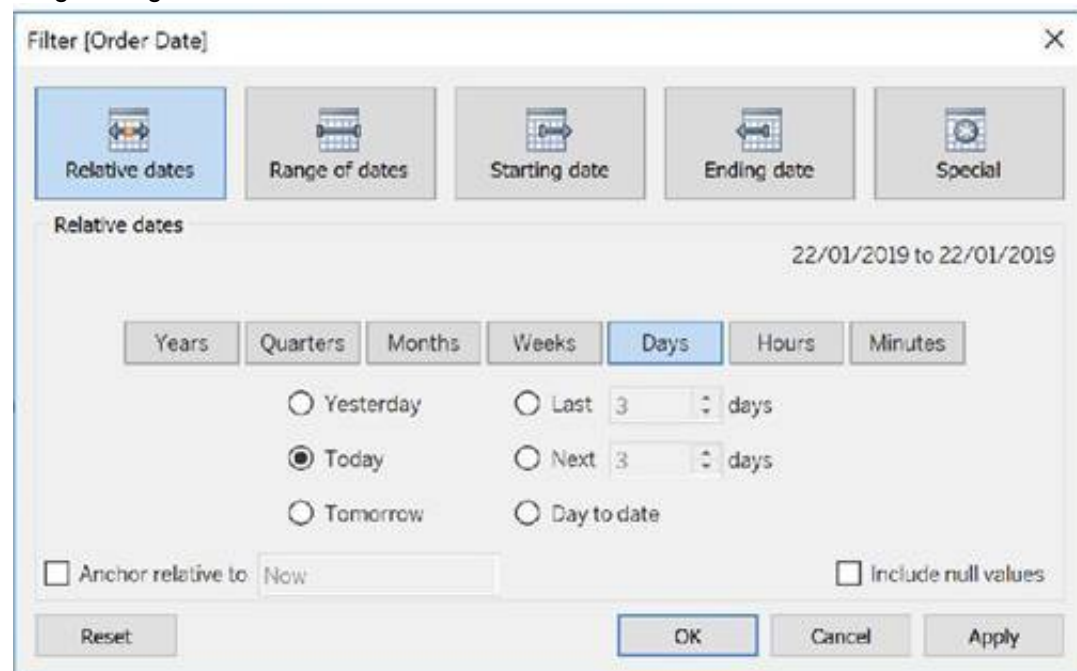 Filter [Order Date]
Relative dates Range of dates Starting date Ending date Special
Relative dates
22/01/2019 to 22/01/2019
Years Quarters Months Weeks Days Hours Minutes
Yesterday Last 3 days
Today Next 3 days
Tomorrow Day to date
Anchor relative to Now Include null values
Reset OK Cancel Apply